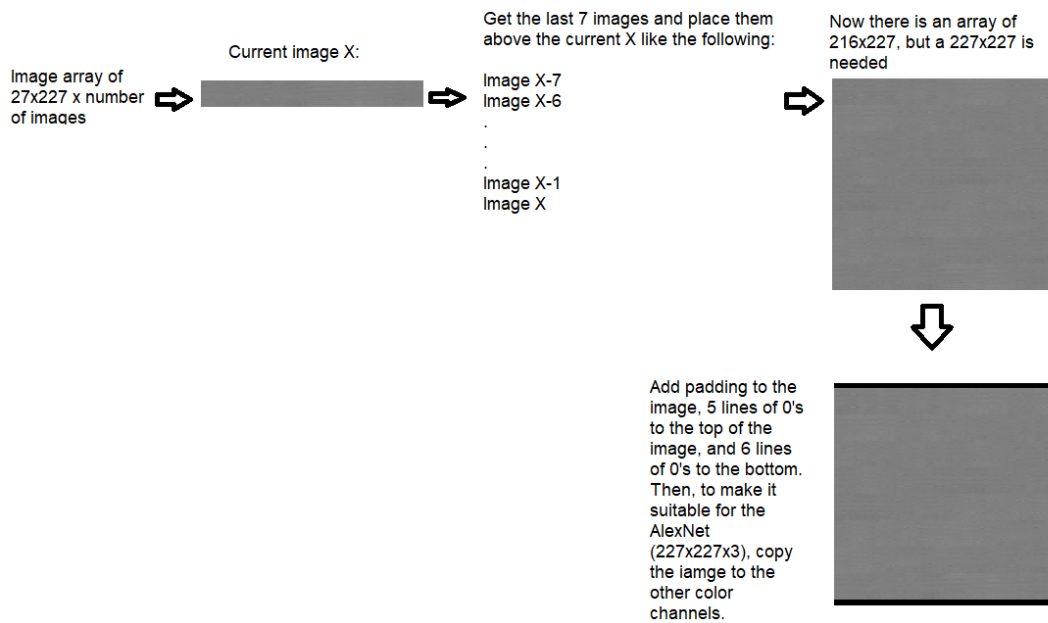 Image array of
27x227 x number
of images
Current image X:
Get the last 7 images and place them
above the current X like the following:
Image X-7
Image X-6
.
.
.
Image X-1
Image X
Now there is an array of
216x227, but a 227x227 is
needed
Add padding to the
image, 5 lines of 0's
to the top of the
image, and 6 lines
of 0's to the bottom.
Then, to make it
suitable for the
AlexNet
(227x227x3), copy
the iamge to the
other color
channels.